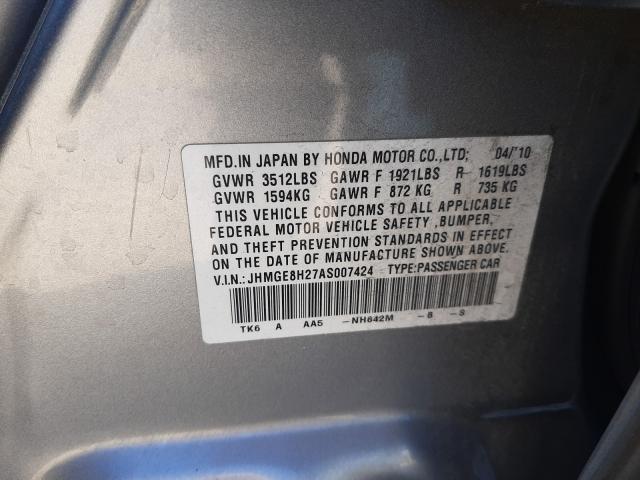 MFD.IN JAPAN BY HONDA MOTOR CO.,LTD; 04/'10
GVWR 3512LBS GAWR F 1921LBS R 1619LBS
GVWR 1594KG GAWR F 872 KG R 735 KG
THIS VEHICLE CONFORMS TO ALL APPLICABLE
FEDERAL MOTOR VEHICLE SAFETY ,BUMPER,
AND THEFT PREVENTION STANDARDS IN EFFECT
ON THE DATE OF MANUFACTURE SHOWN ABOVE.
V.I.N.: JHMGE8H27AS007424 TYPE:PASSENGER CAR
TK6 A AA5 -NH642M -B -S